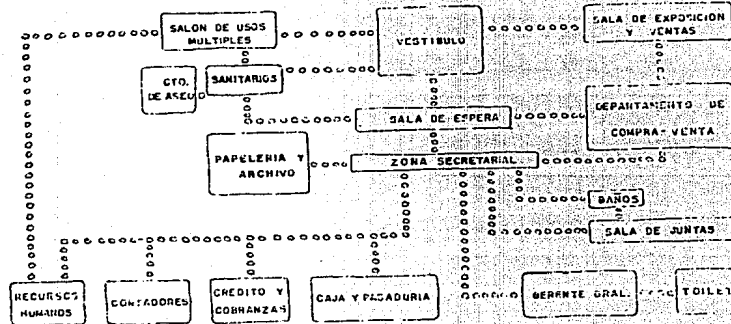 SALON DE USOS
MULTIPLES
VESTIBULO
SALA DE EXPOSICION
Y VENTAS
CTO.
DE ASEO
SANITARIOS
SALA DE ESPERA
DEPARTAMENTO DE
COMPRA-VENTA
PAPELERIA Y
ARCHIVO
ZONA SECRETARIAL
BAÑOS
SALA DE JUNTAS
RECURSOS
HUMANOS
CONTADORES
CREDITO Y
COBRANZAS
CAJA Y PAGADURIA
GERENTE GRAL.
TOILET